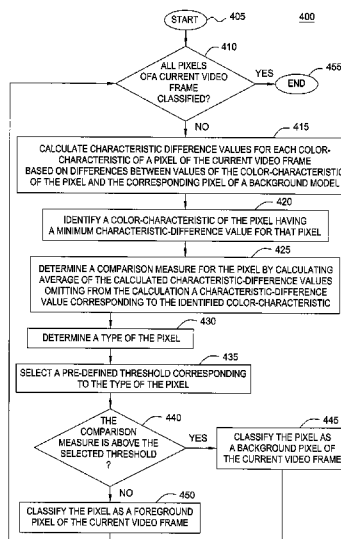 START
405
400
410
ALL PIXELS
OFA CURRENT VIDEO
FRAME
CLASSIFIED?
YES
455
END
NO
415
CALCULATE CHARACTERISTIC DIFFERENCE VALUES FOR EACH COLOR-
CHARACTERISTIC OF A PIXEL OF THE CURRENT VIDEO FRAME
BASED ON DIFFERENCES BETWEEN VALUES OF THE COLOR-CHARACTERISTIC
OF THE PIXEL AND THE CORRESPONDING PIXEL OF A BACKGROUND MODEL
420
IDENTIFY A COLOR-CHARACTERISTIC OF THE PIXEL HAVING
A MINIMUM CHARACTERISTIC-DIFFERENCE VALUE FOR THAT PIXEL
425
DETERMINE A COMPARISON MEASURE FOR THE PIXEL BY CALCULATING
AVERAGE OF THE CALCULATED CHARACTERISTIC-DIFFERENCE VALUES
OMITTING FROM THE CALCULATION A CHARACTERISTIC-DIFFERENCE
VALUE CORRESPONDING TO THE IDENTIFIED COLOR-CHARACTERISTIC
430
DETERMINE A TYPE OF THE PIXEL
435
SELECT A PRE-DEFINED THRESHOLD CORRESPONDING
TO THE TYPE OF THE PIXEL
440
THE
COMPARISON
MEASURE IS ABOVE THE
SELECTED THRESHOLD
?
YES
445
CLASSIFY THE PIXEL AS
A BACKGROUND PIXEL OF
THE CURRENT VIDEO FRAME
NO
450
CLASSIFY THE PIXEL AS A FOREGROUND
PIXEL OF THE CURRENT VIDEO FRAME